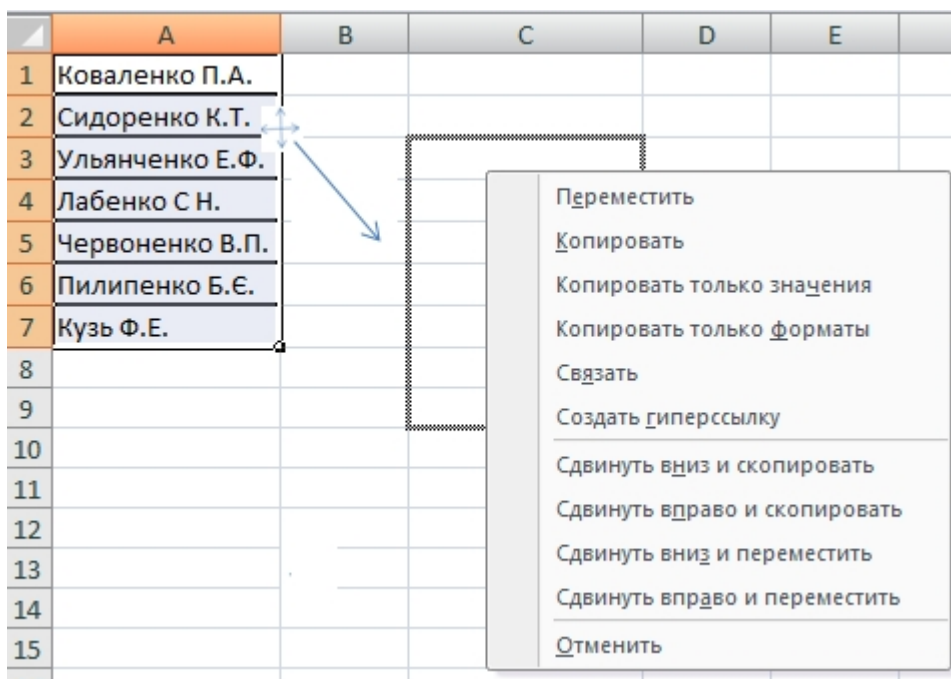 A B C D E
1 Коваленко П.А.
2 Сидоренко К.Т.
3 Ульянченко Е.Ф.
4 Лабенко С Н.
5 Червоненко В.П.
6 Пилипенко Б.Є.
7 Кузь Ф.Е.
8
9
10
11
12
13
14
15
Переместить
Копировать
Копировать только значения
Копировать только форматы
Связать
Создать гиперссылку
Сдвинуть вниз и скопировать
Сдвинуть вправо и скопировать
Сдвинуть вниз и переместить
Сдвинуть вправо и переместить
Отменить